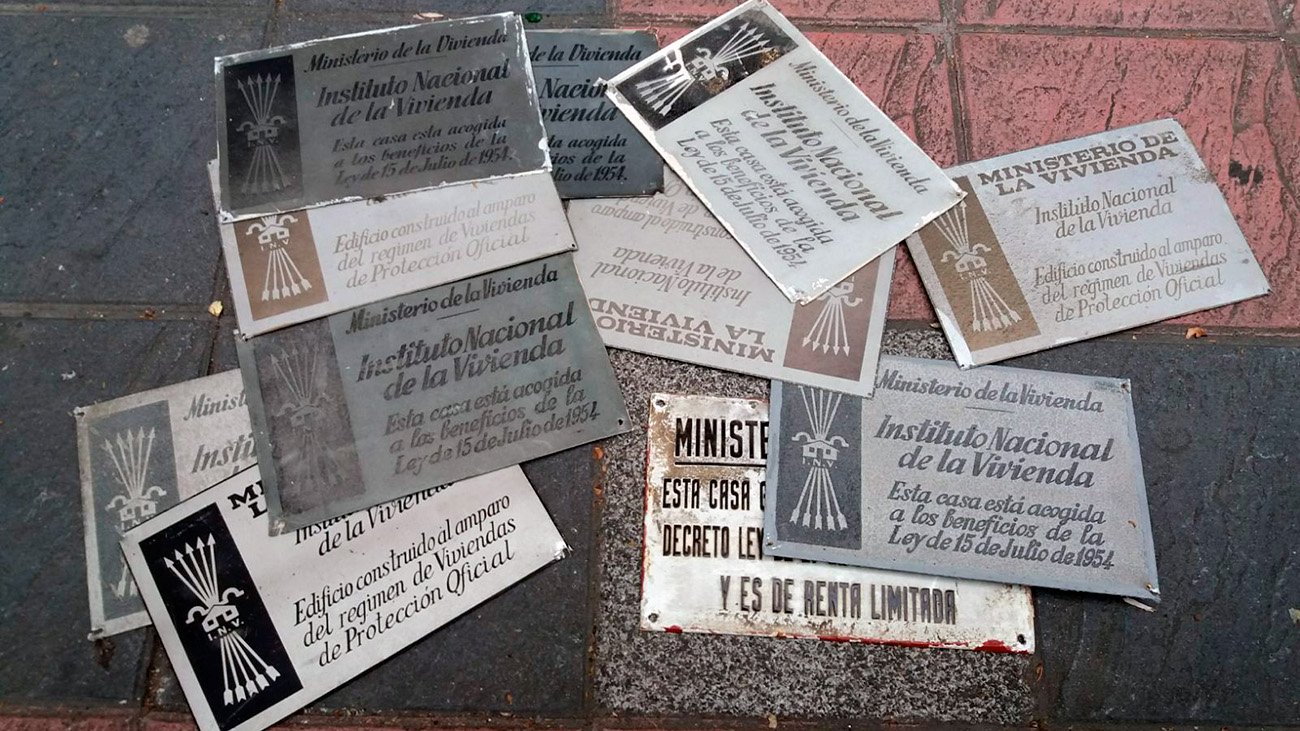 Ministerio de la Vivienda
Instituto Nacional
de la Vivienda
Esta casa esta acogida
a los beneficios de la
Ley de 15 de Julio de 1954.
de la Vivienda
acogida
os de la
de 1954.
Ministerio de la Vivienda
Instituto Nacional
de la Vivienda
Esta casa está acogida
a los beneficios de la
Ley de 15 de Julio de 1954
MINISTERIO DE
LA VIVIENDA
Instituto Nacional
de la Vivienda
Edificio construido al amparo
del regimen de Viviendas
de Protección Oficial
I.N.V.
Edificio construido al amparo
del regimen de Viviendas
de Protección Oficial
LA VIVIEND
Instituto Nacional
de la Vivienda
Ministerio de la Vivienda
Instituto Nacional
de la Vivienda
Esta casa está acogida
a los beneficios de la
Ley de 15 de Julio de 1954
Ministerio de la Vivienda
Instituto Nacional
de la Vivienda
Esta casa está acogida
a los beneficios de la
Ley de 15 de Julio de 1954
MINISTE
ESTA CASA
DECRETO LEY
Y ES DE RENTA LIMITADA
I.N.V.
de la Vivienda
Edificio construido al amparo
del regimen de Viviendas
de Protección Oficial